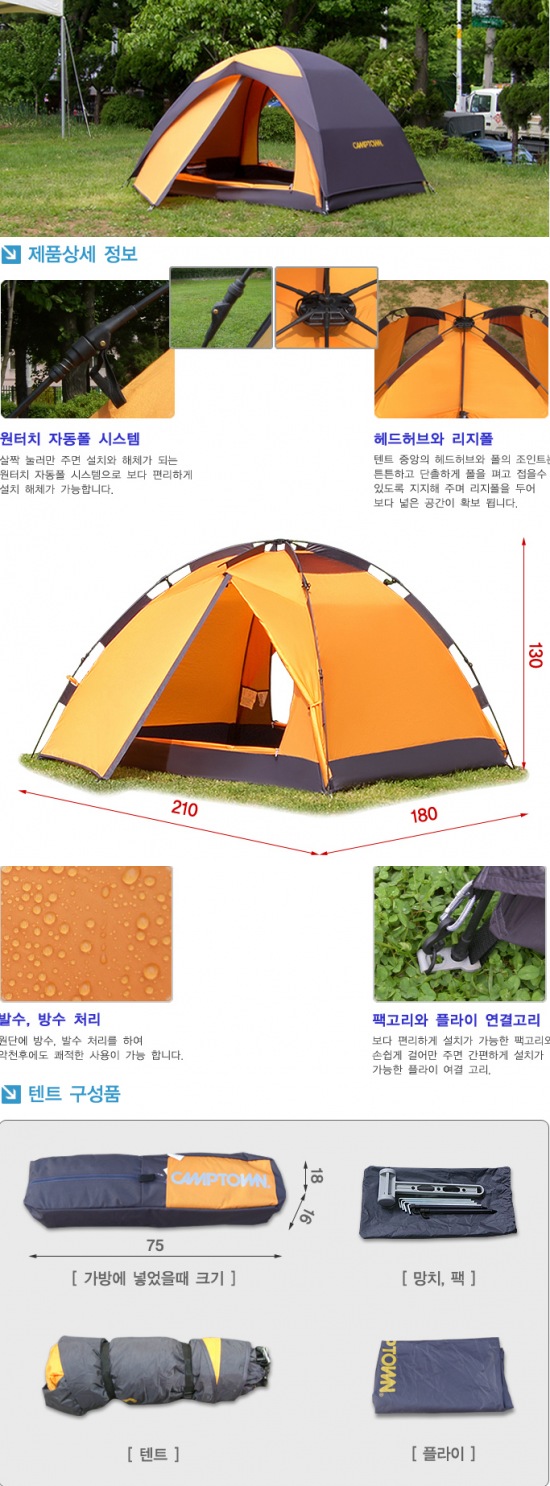 CAMPTOWN.
제품상세 정보
원터치 자동폴 시스템
살짝 눌러만 주면 설치와 해체가 되는
원터치 자동폴 시스템으로 보다 편리하게
설치 해체가 가능합니다.
헤드허브와 리지폴
텐트 중앙의 헤드허브와 폴의 조인트는
튼튼하고 단촐하게 폴을 펴고 접을수
있도록 지지해 주며 리지폴을 두어
보다 넓은 공간이 확보 됩니다.
130
210
180
발수, 방수 처리
원단에 방수, 발수 처리를 하여
악천후에도 쾌적한 사용이 가능 합니다.
팩고리와 플라이 연결고리
보다 편리하게 설치가 가능한 팩고리와
손쉽게 걸어만 주면 간편하게 설치가
가능한 플라이 여결 고리.
텐트 구성품
CAMPTOWN.
18
16
75
[ 가방에 넣었을때 크기 ]
[ 망치, 팩 ]
MPTOWN.
[ 텐트 ]
[ 플라이 ]